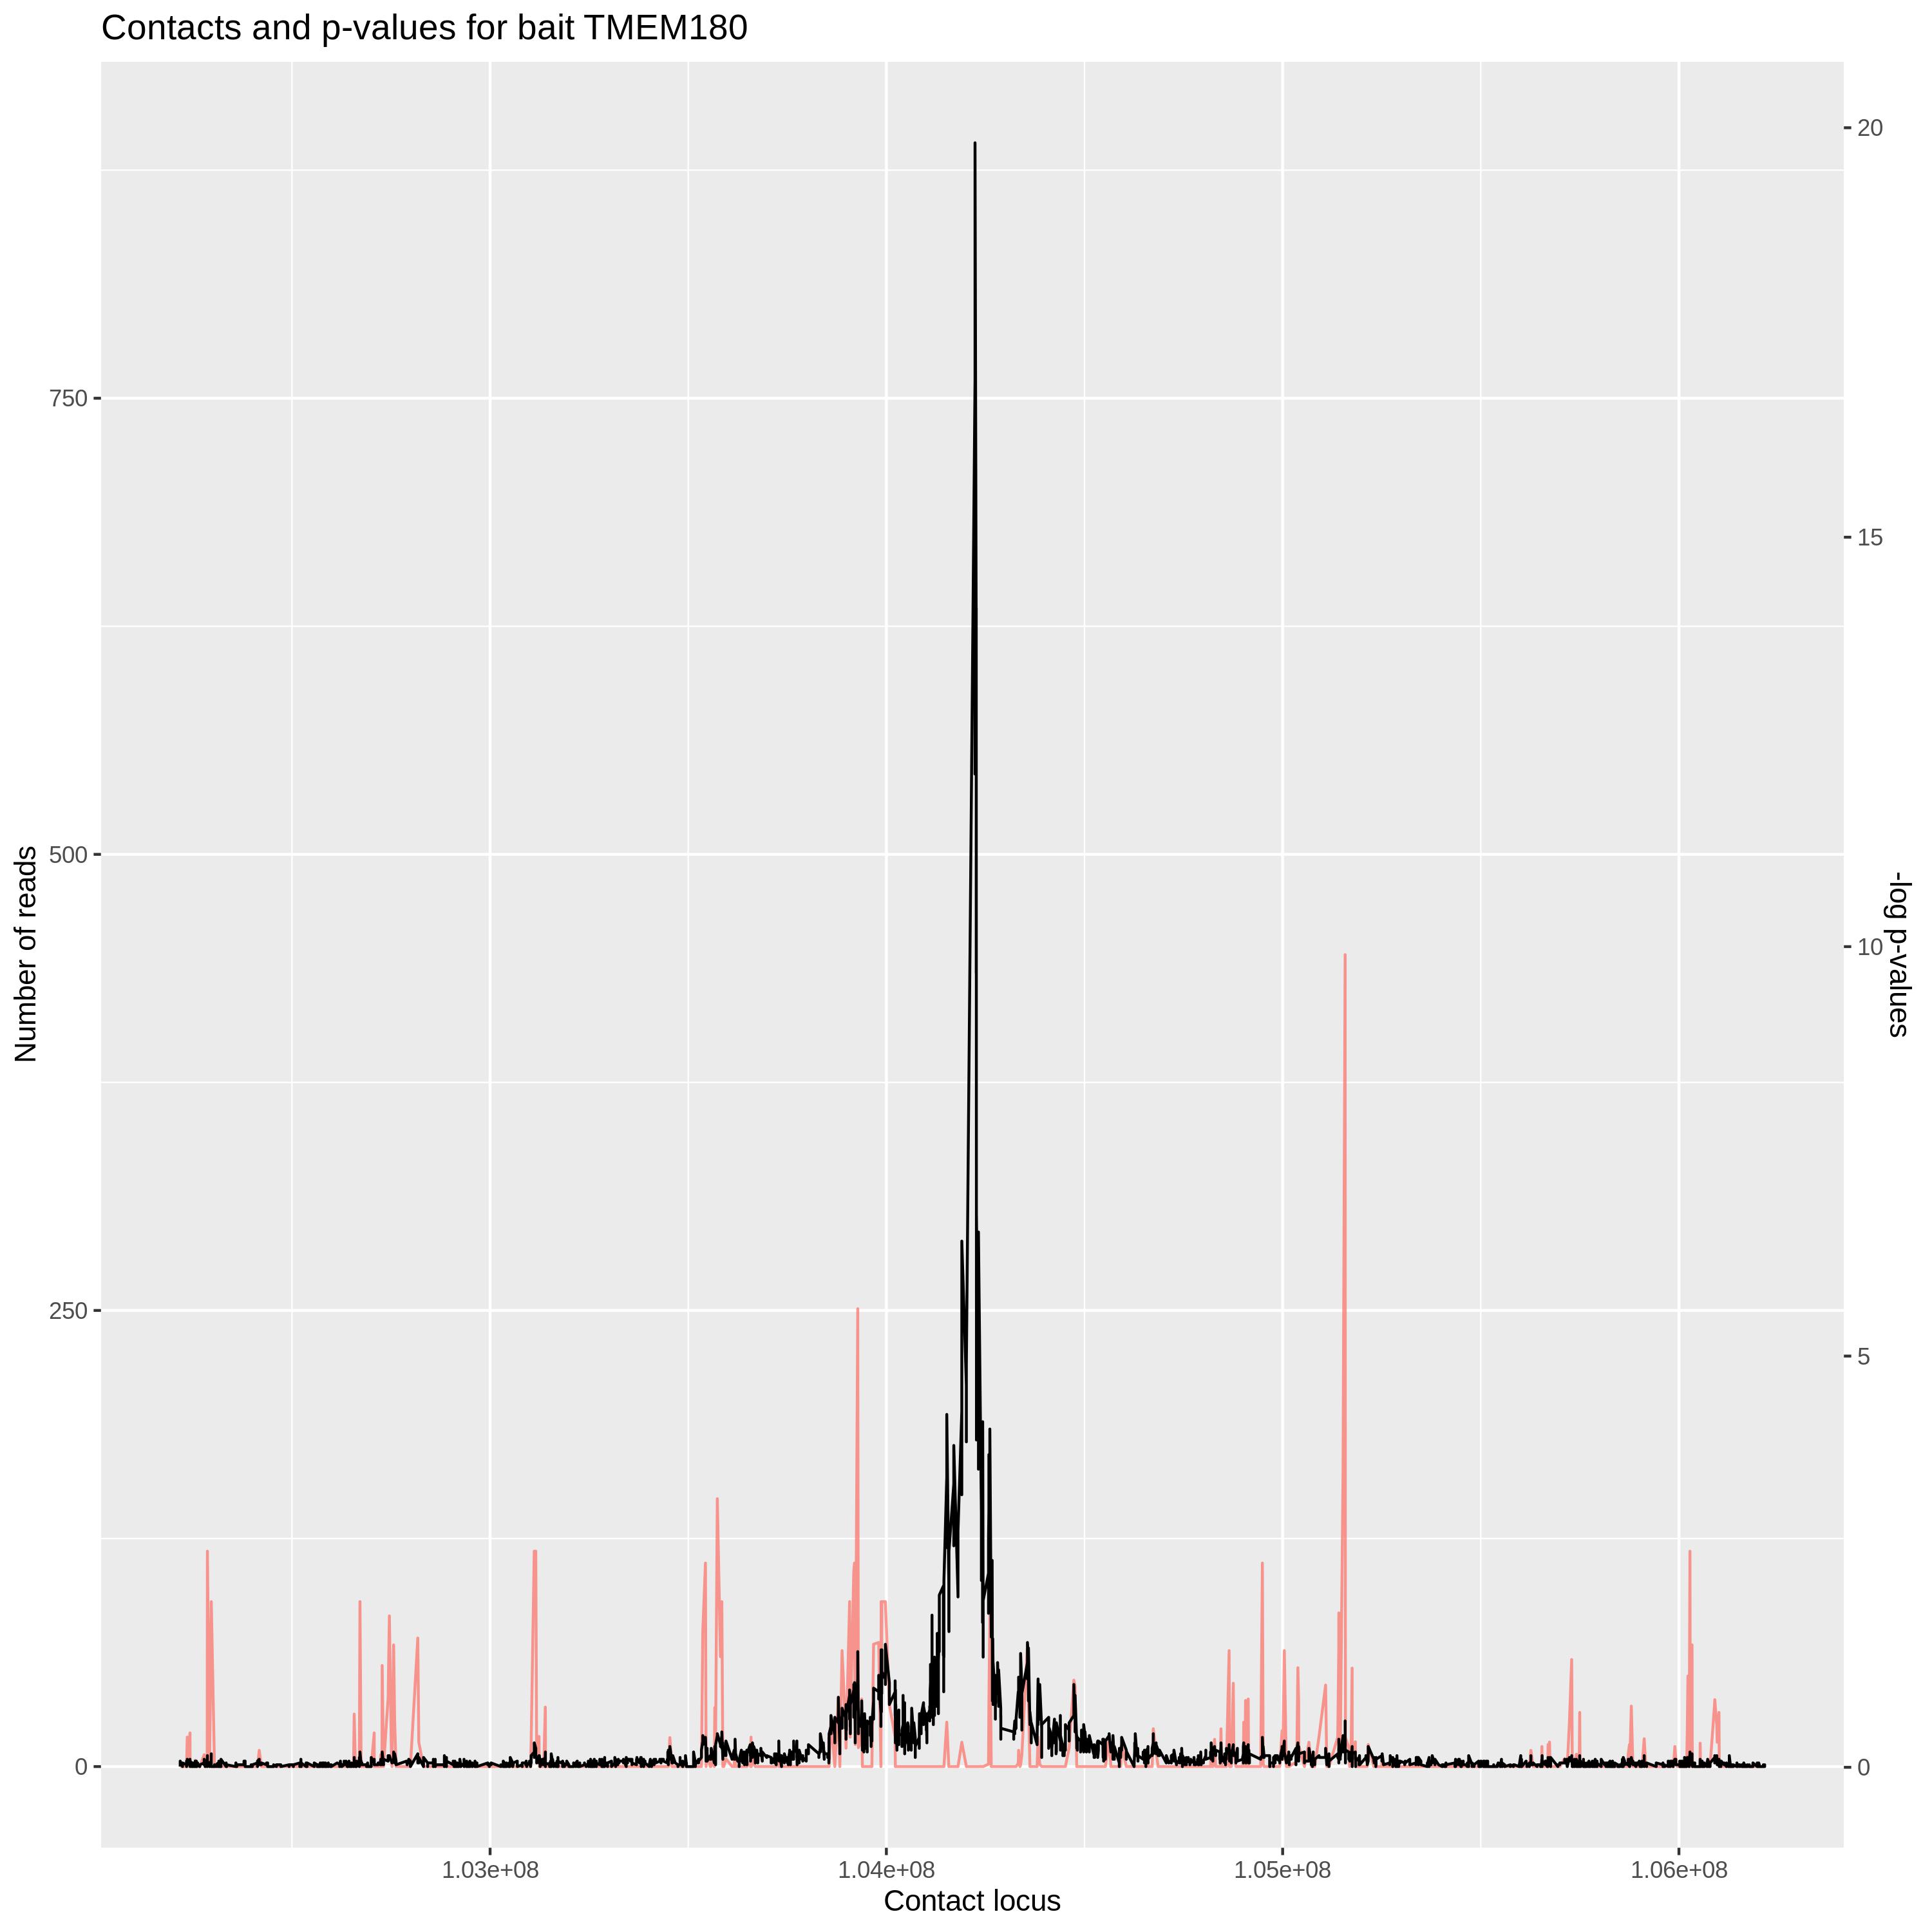 Contacts and p-values for bait TMEM180
20
750
15
500
10
250
5
0
0
Number of reads
-log p-values
1.03e+08
1.04e+08
1.05e+08
1.06e+08
Contact locus